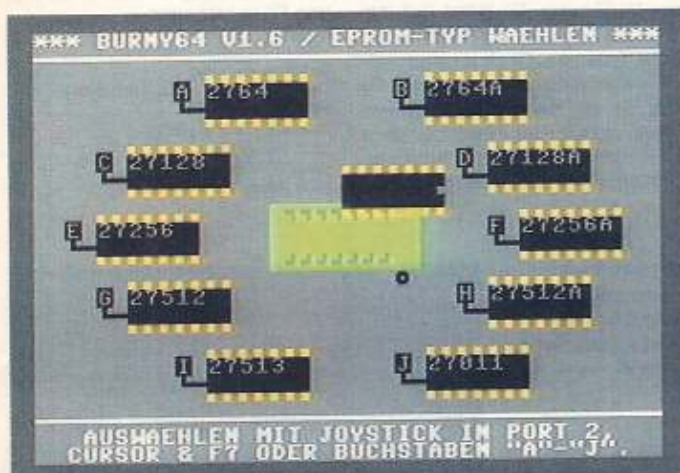 *** BURNY64 V1.6 / EPROM-TYP WAEHLEN ***
A 2764
B 2764A
C 27128
D 27128A
E 27256
F 27256A
G 27512
H 27512A
I 27513
J 27011
AUSWAEHLEN MIT JOYSTICK IN PORT 2,
CURSOR & F7 ODER BUCHSTABEN "A"-"J".